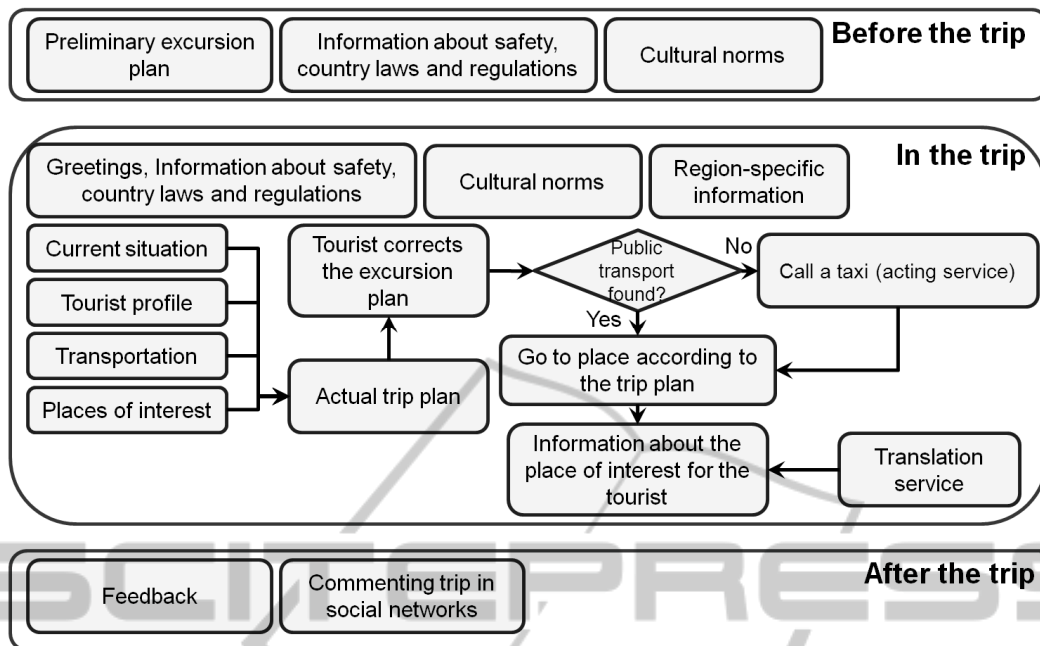 Before the trip
Preliminary excursion
plan
Information about safety,
country laws and regulations
Cultural norms
In the trip
Greetings, Information about safety,
country laws and regulations
Cultural norms
Region-specific
information
Current situation
Tourist profile
Transportation
Places of interest
Tourist corrects
the excursion
plan
Actual trip plan
Public
transport
found?
No
Yes
Call a taxi (acting service)
Go to place according to
the trip plan
Information about the
place of interest for the
tourist
Translation
service
After the trip
Feedback
Commenting trip in
social networks
SCITEPRESS